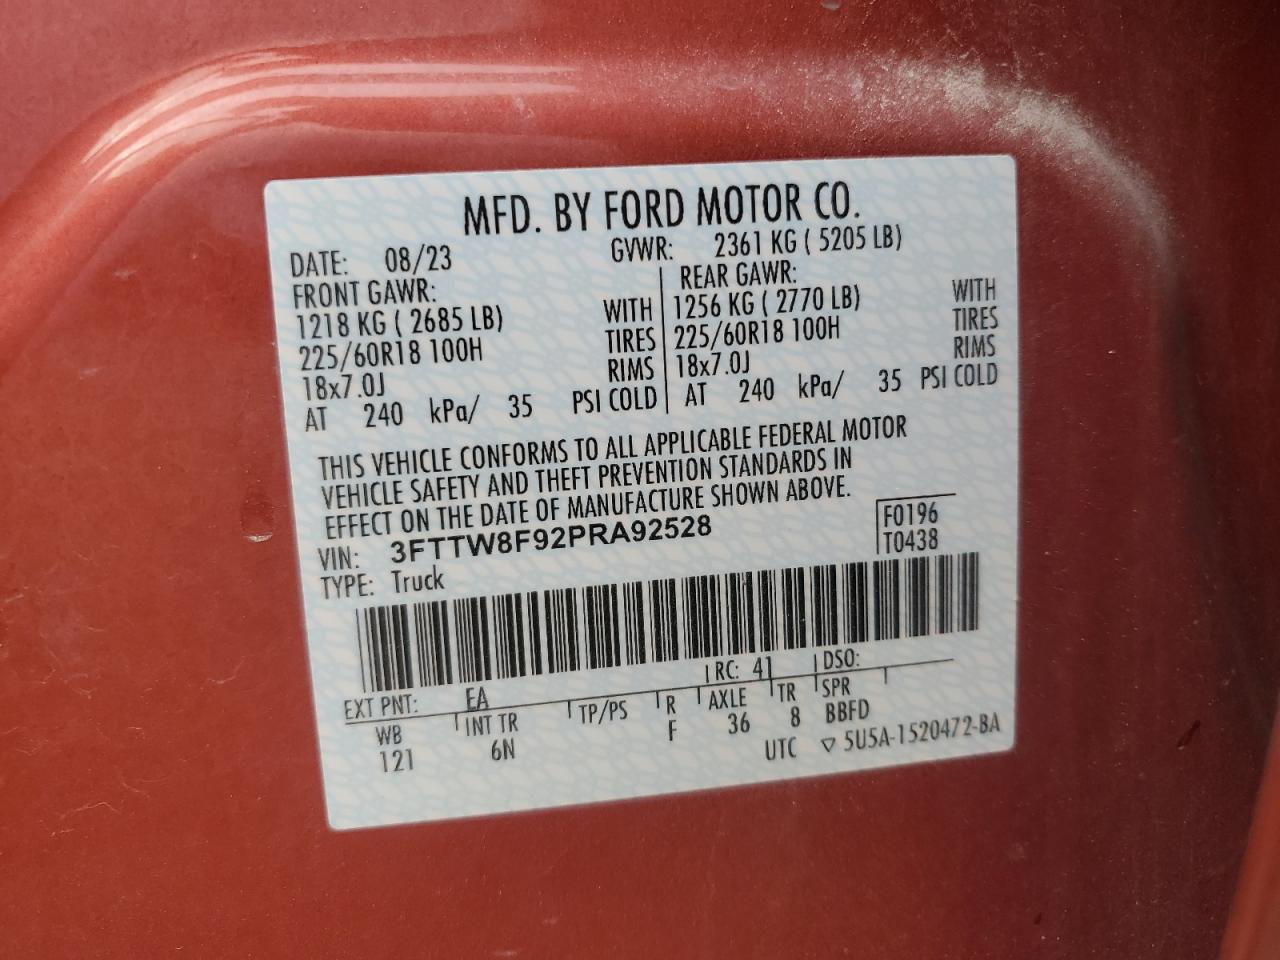 MFD. BY FORD MOTOR CO.
DATE: 08/23 GVWR: 2361 KG ( 5205 LB)
FRONT GAWR: REAR GAWR:
1218 KG ( 2685 LB) WITH 1256 KG ( 2770 LB) WITH
225/60R18 100H TIRES 225/60R18 100H TIRES
18x7.0J RIMS 18x7.0J RIMS
AT 240 kPa/ 35 PSI COLD AT 240 kPa/ 35 PSI COLD
THIS VEHICLE CONFORMS TO ALL APPLICABLE FEDERAL MOTOR
VEHICLE SAFETY AND THEFT PREVENTION STANDARDS IN
EFFECT ON THE DATE OF MANUFACTURE SHOWN ABOVE.
VIN: 3FTTW8F92PRA92528 F0196
TYPE: Truck T0438
EXT PNT: EA RC: 41 DSO:
WB INT TR TP/PS R AXLE TR SPR
121 6N F 36 8 BBFD
UTC ▽ 5U5A-1520472-BA